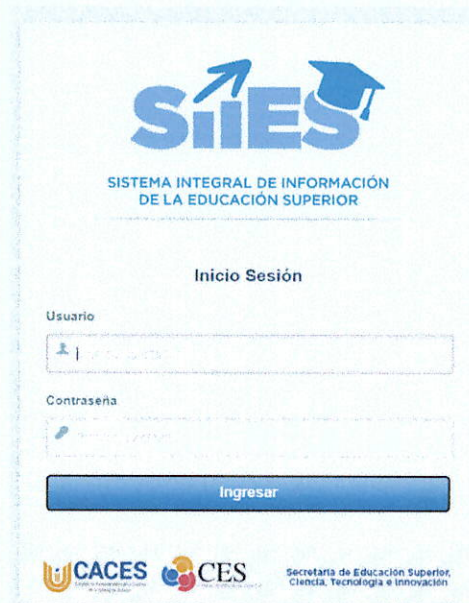 SiiES
SISTEMA INTEGRAL DE INFORMACIÓN
DE LA EDUCACIÓN SUPERIOR
Inicio Sesión
Usuario
Contraseña
Ingresar
CACES
CES
Secretaría de Educación Superior,
Ciencia, Tecnología e Innovación